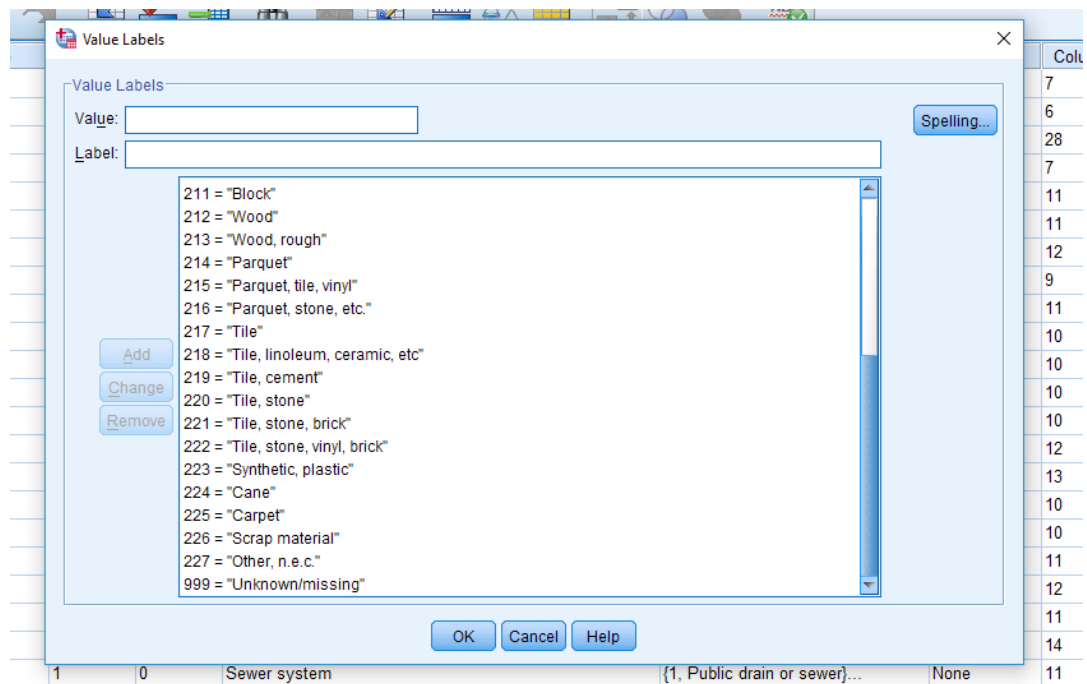 Value Labels
Colu
Value Labels
Value:
Spelling...
Label:
211 = "Block"
212 = "Wood"
213 = "Wood, rough"
214 = "Parquet"
215 = "Parquet, tile, vinyl"
216 = "Parquet, stone, etc."
217 = "Tile"
218 = "Tile, linoleum, ceramic, etc"
219 = "Tile, cement"
220 = "Tile, stone"
221 = "Tile, stone, brick"
222 = "Tile, stone, vinyl, brick"
223 = "Synthetic, plastic"
224 = "Cane"
225 = "Carpet"
226 = "Scrap material"
227 = "Other, n.e.c."
999 = "Unknown/missing"
Add
Change
Remove
OK Cancel Help
7
6
28
7
11
11
12
9
11
10
10
10
10
12
13
10
10
11
12
11
14
1 0 Sewer system {1, Public drain or sewer}... None 11